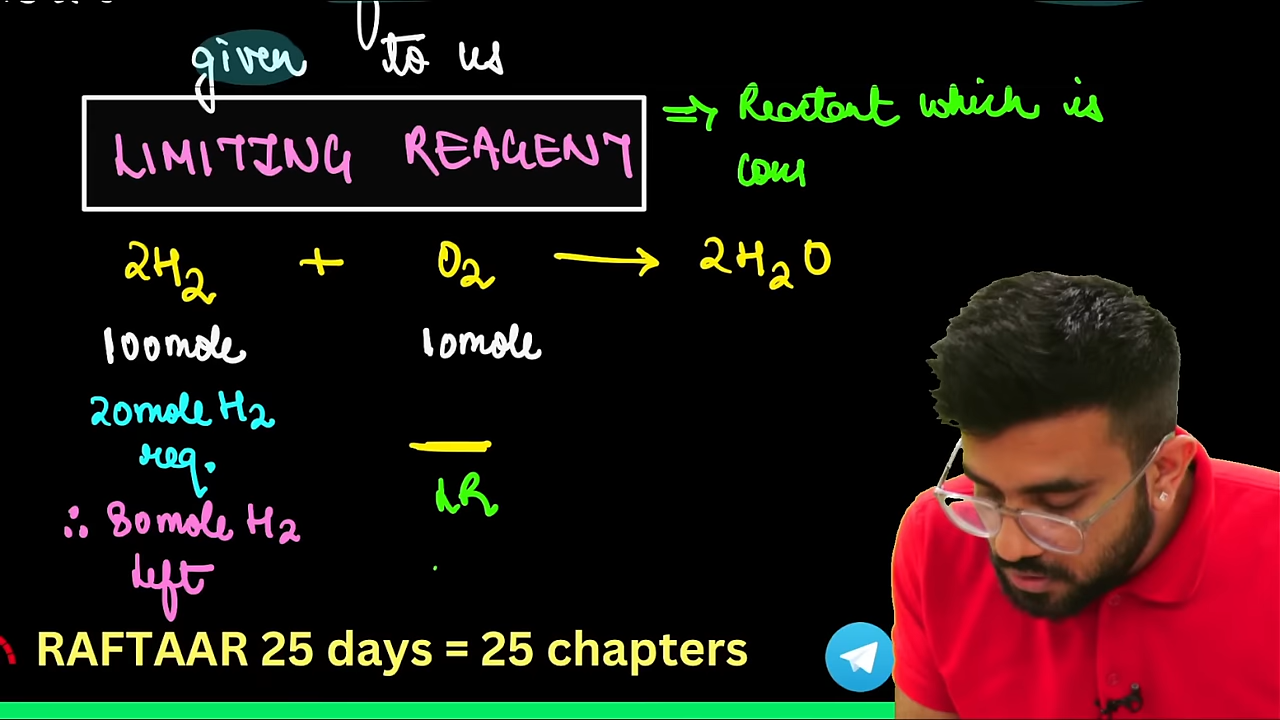 given to us
LIMITING REAGENT
⇒ Reactant which is
cons
2H₂ + O₂ ⟶ 2H₂O
100mole 10mole
20mole H₂
req.
LR
∴ 80mole H₂
left
RAFTAAR 25 days = 25 chapters